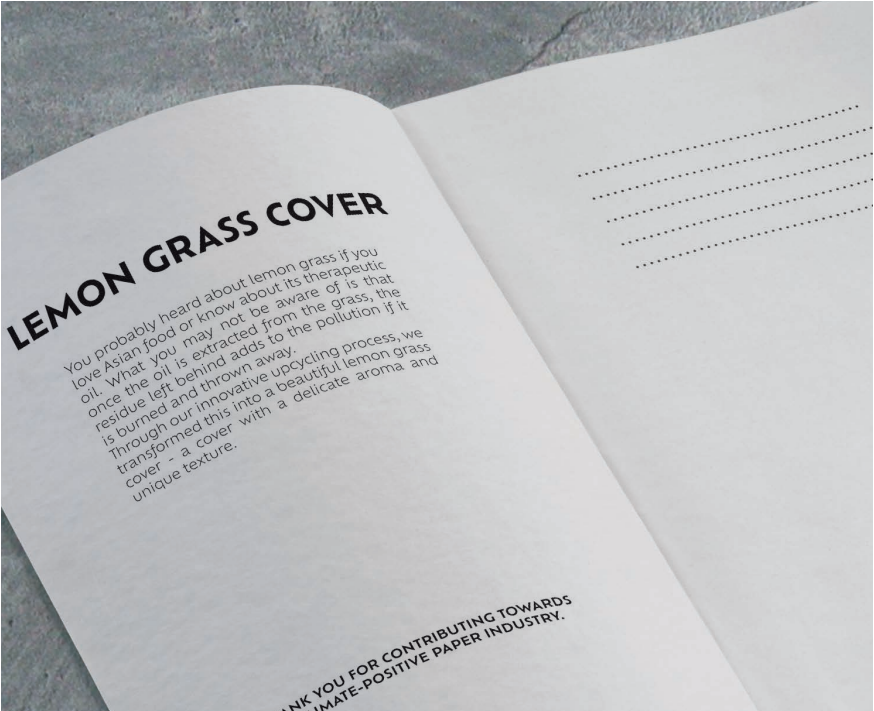 LEMON GRASS COVER
You probably heard about lemon grass if you
love Asian food or know about its therapeutic
oil. What you may not be aware of is that
once the oil is extracted from the grass, the
residue left behind adds to the pollution if it
is burned and thrown away.
Through our innovative upcycling process, we
transformed this into a beautiful lemon grass
cover - a cover with a delicate aroma and
unique texture.
YOU FOR CONTRIBUTING TOWARDS
PAPER INDUSTRY.